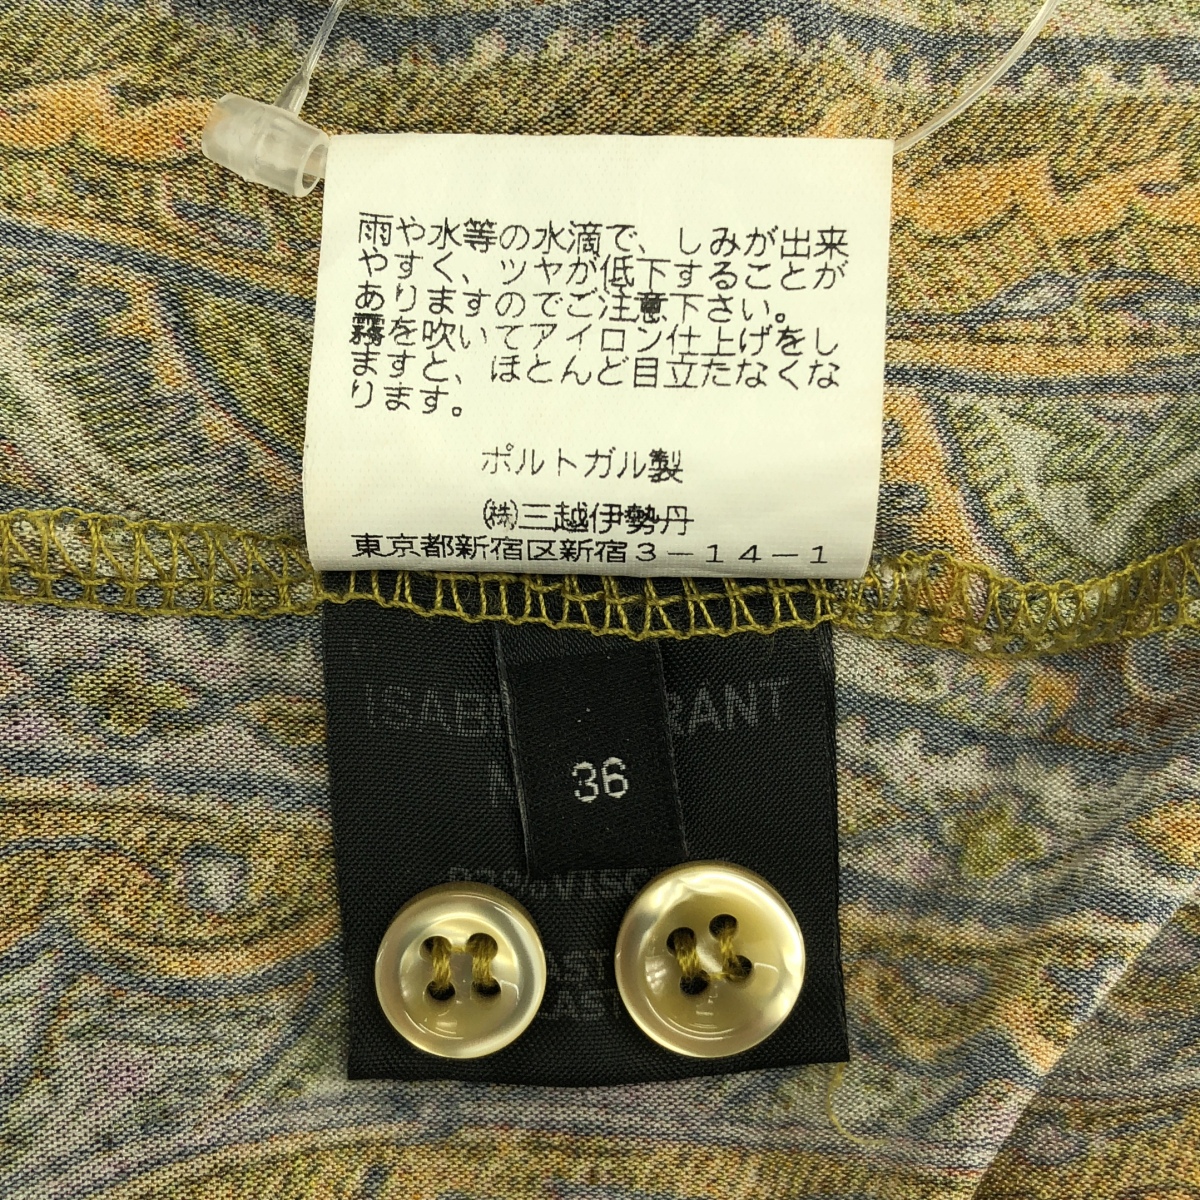 雨や水等の水滴で、しみが出来
やすく、ツヤが低下することが
ありますのでご注意下さい。
霧を吹いてアイロン仕上げをし
ますと、ほとんど目立たなくな
ります。
ポルトガル製
㈱三越伊勢丹
東京都新宿区新宿3-14-1
36